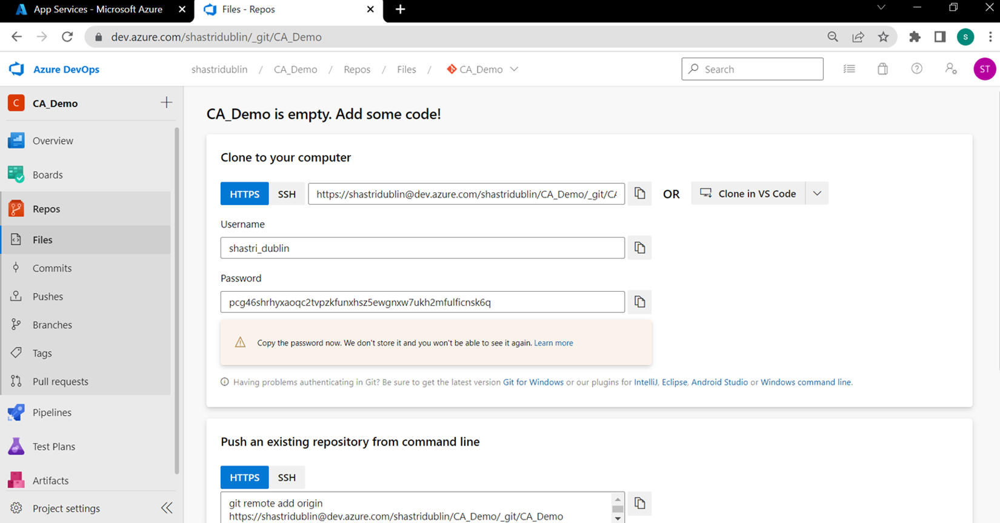 App Services - Microsoft Azure
Files - Repos
dev.azure.com/shastridublin/_git/CA_Demo
S
Azure DevOps
shastridublin / CA_Demo / Repos / Files / CA_Demo
Search
ST
C CA_Demo
Overview
Boards
Repos
Files
Commits
Pushes
Branches
Tags
Pull requests
Pipelines
Test Plans
Artifacts
Project settings
CA_Demo is empty. Add some code!
Clone to your computer
HTTPS SSH https://shastridublin@dev.azure.com/shastridublin/CA_Demo/_git/CA OR Clone in VS Code
Username
shastri_dublin
Password
pcg46shrhyxaoqc2tvpzkfunxhsz5ewgnxw7ukh2mfulficnsk6q
Copy the password now. We don't store it and you won't be able to see it again. Learn more
Having problems authenticating in Git? Be sure to get the latest version Git for Windows or our plugins for IntelliJ, Eclipse, Android Studio or Windows command line.
Push an existing repository from command line
HTTPS SSH
git remote add origin
https://shastridublin@dev.azure.com/shastridublin/CA_Demo/_git/CA_Demo